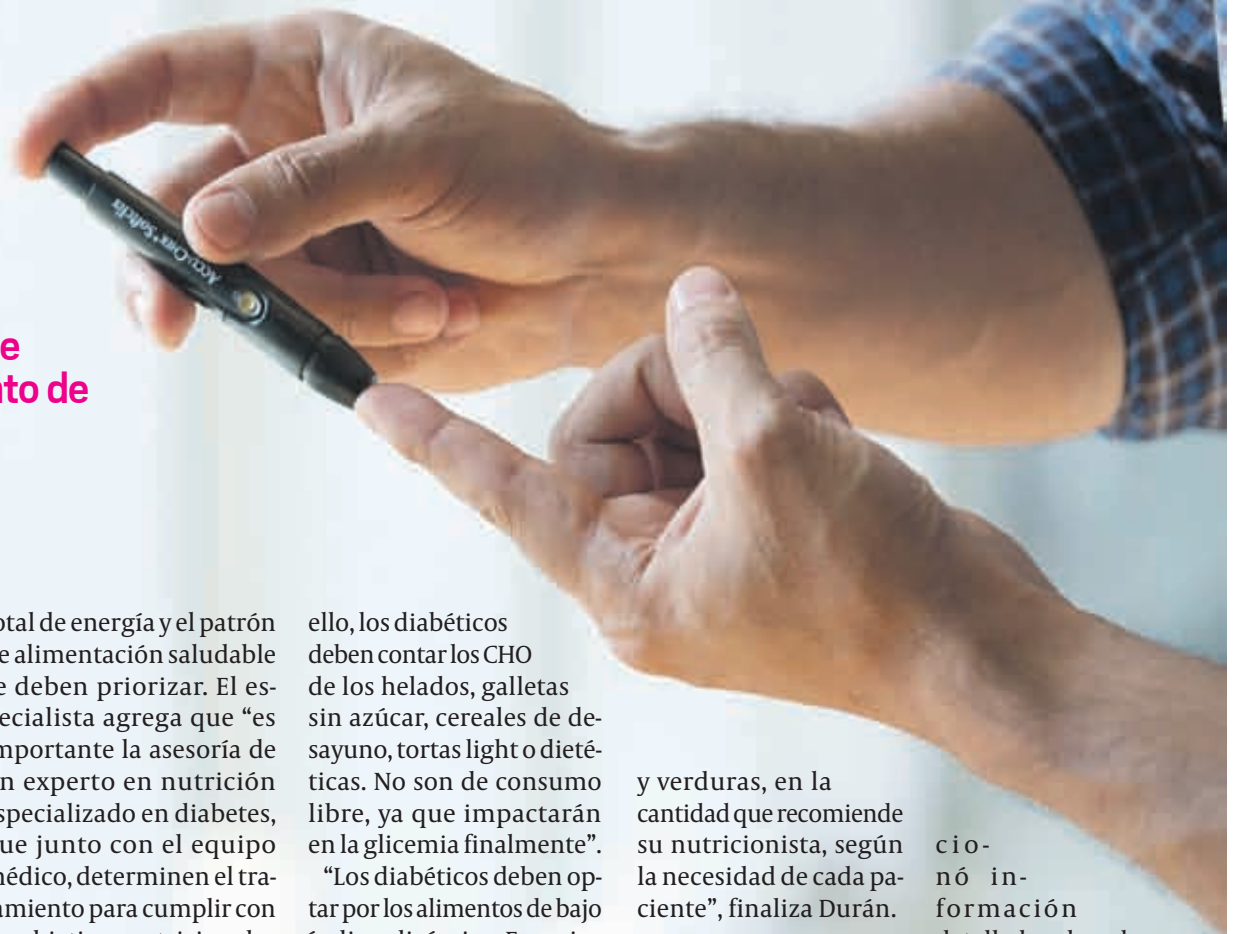 e
to de
Accu-Chek® Softclix
otal de energía y el patrón
e alimentación saludable
e deben priorizar. El es-
pecialista agrega que “es
mportante la asesoría de
n experto en nutrición
specializado en diabetes,
ue junto con el equipo
médico, determinen el tra-
amiento para cumplir con
ello, los diabéticos
deben contar los CHO
de los helados, galletas
sin azúcar, cereales de de-
sayuno, tortas light o dieté-
ticas. No son de consumo
libre, ya que impactarán
en la glicemia finalmente”.
“Los diabéticos deben op-
tar por los alimentos de bajo
y verduras, en la
cantidad que recomiende
su nutricionista, según
la necesidad de cada pa-
ciente”, finaliza Durán.
cio-
nó in-
formación